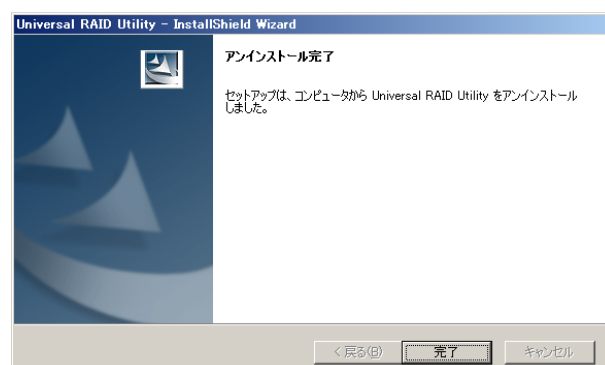 Universal RAID Utility - InstallShield Wizard
アンインストール完了
セットアップは、コンピュータから Universal RAID Utility をアンインストール
しました。
< 戻る(B)
完了
キャンセル